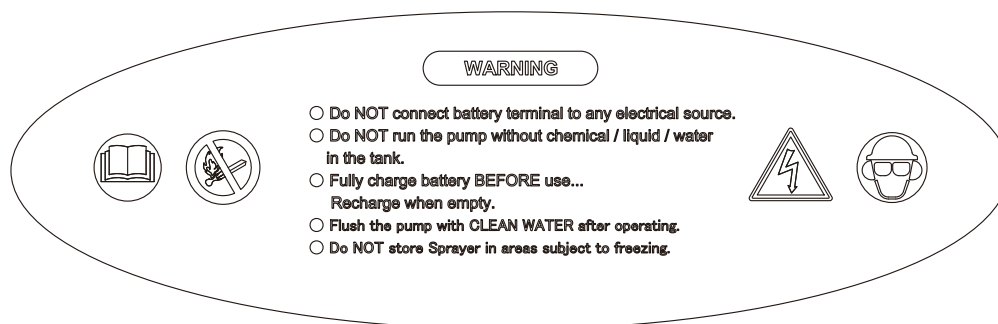 WARNING
○ Do NOT connect battery terminal to any electrical source.
○ Do NOT run the pump without chemical / liquid / water
in the tank.
○ Fully charge battery BEFORE use...
Recharge when empty.
○ Flush the pump with CLEAN WATER after operating.
○ Do NOT store Sprayer in areas subject to freezing.